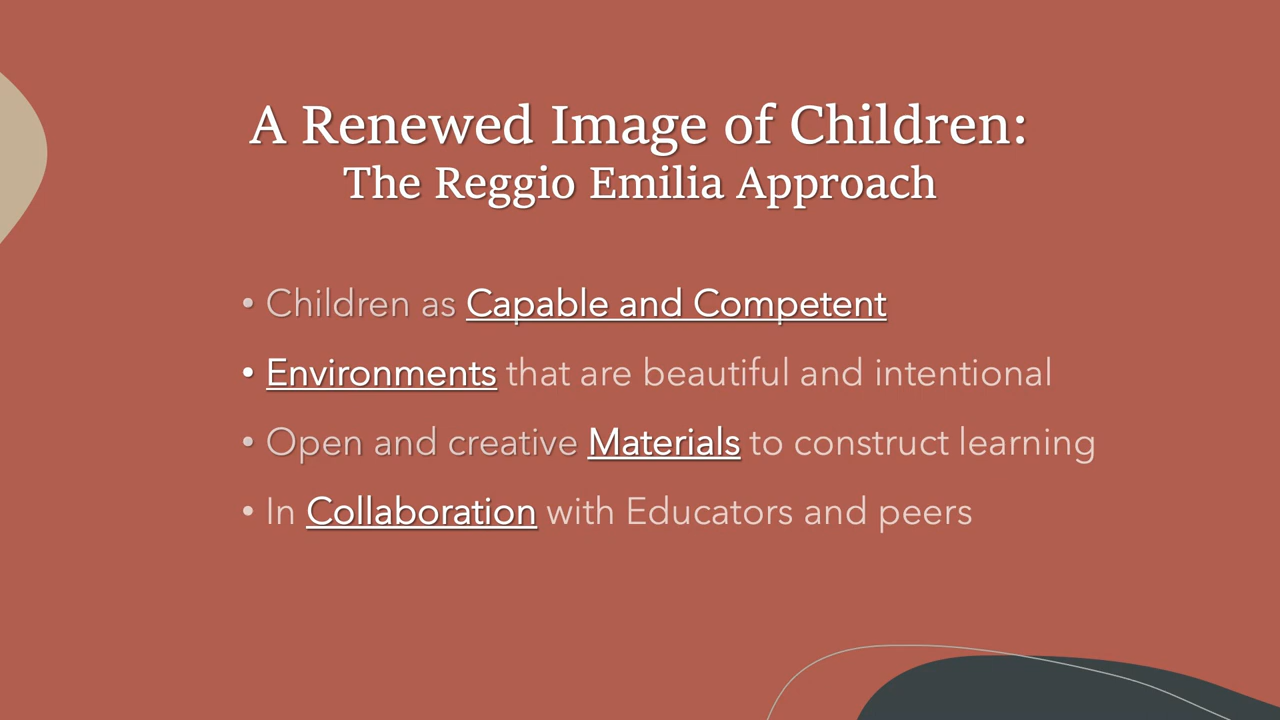 A Renewed Image of Children:
The Reggio Emilia Approach
• Children as Capable and Competent
• Environments that are beautiful and intentional
• Open and creative Materials to construct learning
• In Collaboration with Educators and peers